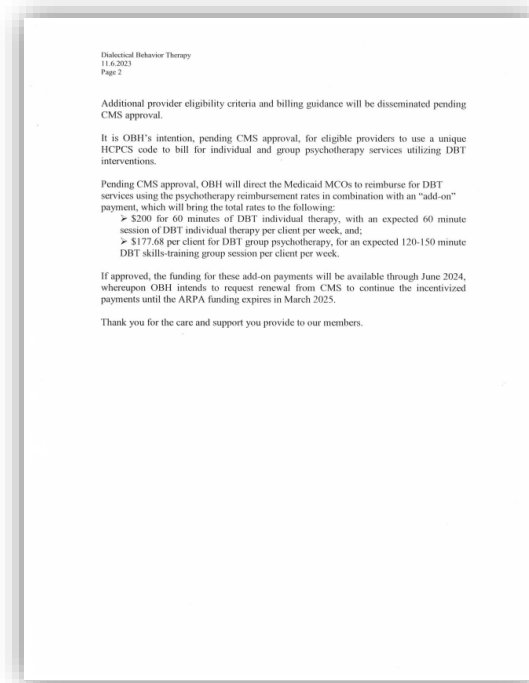 Dialectical Behavior Therapy
11.6.2023
Page 2
Additional provider eligibility criteria and billing guidance will be disseminated pending
CMS approval.
It is OBH's intention, pending CMS approval, for eligible providers to use a unique
HCPCS code to bill for individual and group psychotherapy services utilizing DBT
interventions.
Pending CMS approval, OBH will direct the Medicaid MCOs to reimburse for DBT
services using the psychotherapy reimbursement rates in combination with an "add-on"
payment, which will bring the total rates to the following:
➢ $200 for 60 minutes of DBT individual therapy, with an expected 60 minute
session of DBT individual therapy per client per week, and;
➢ $177.68 per client for DBT group psychotherapy, for an expected 120-150 minute
DBT skills-training group session per client per week.
If approved, the funding for these add-on payments will be available through June 2024,
whereupon OBH intends to request renewal from CMS to continue the incentivized
payments until the ARPA funding expires in March 2025.
Thank you for the care and support you provide to our members.